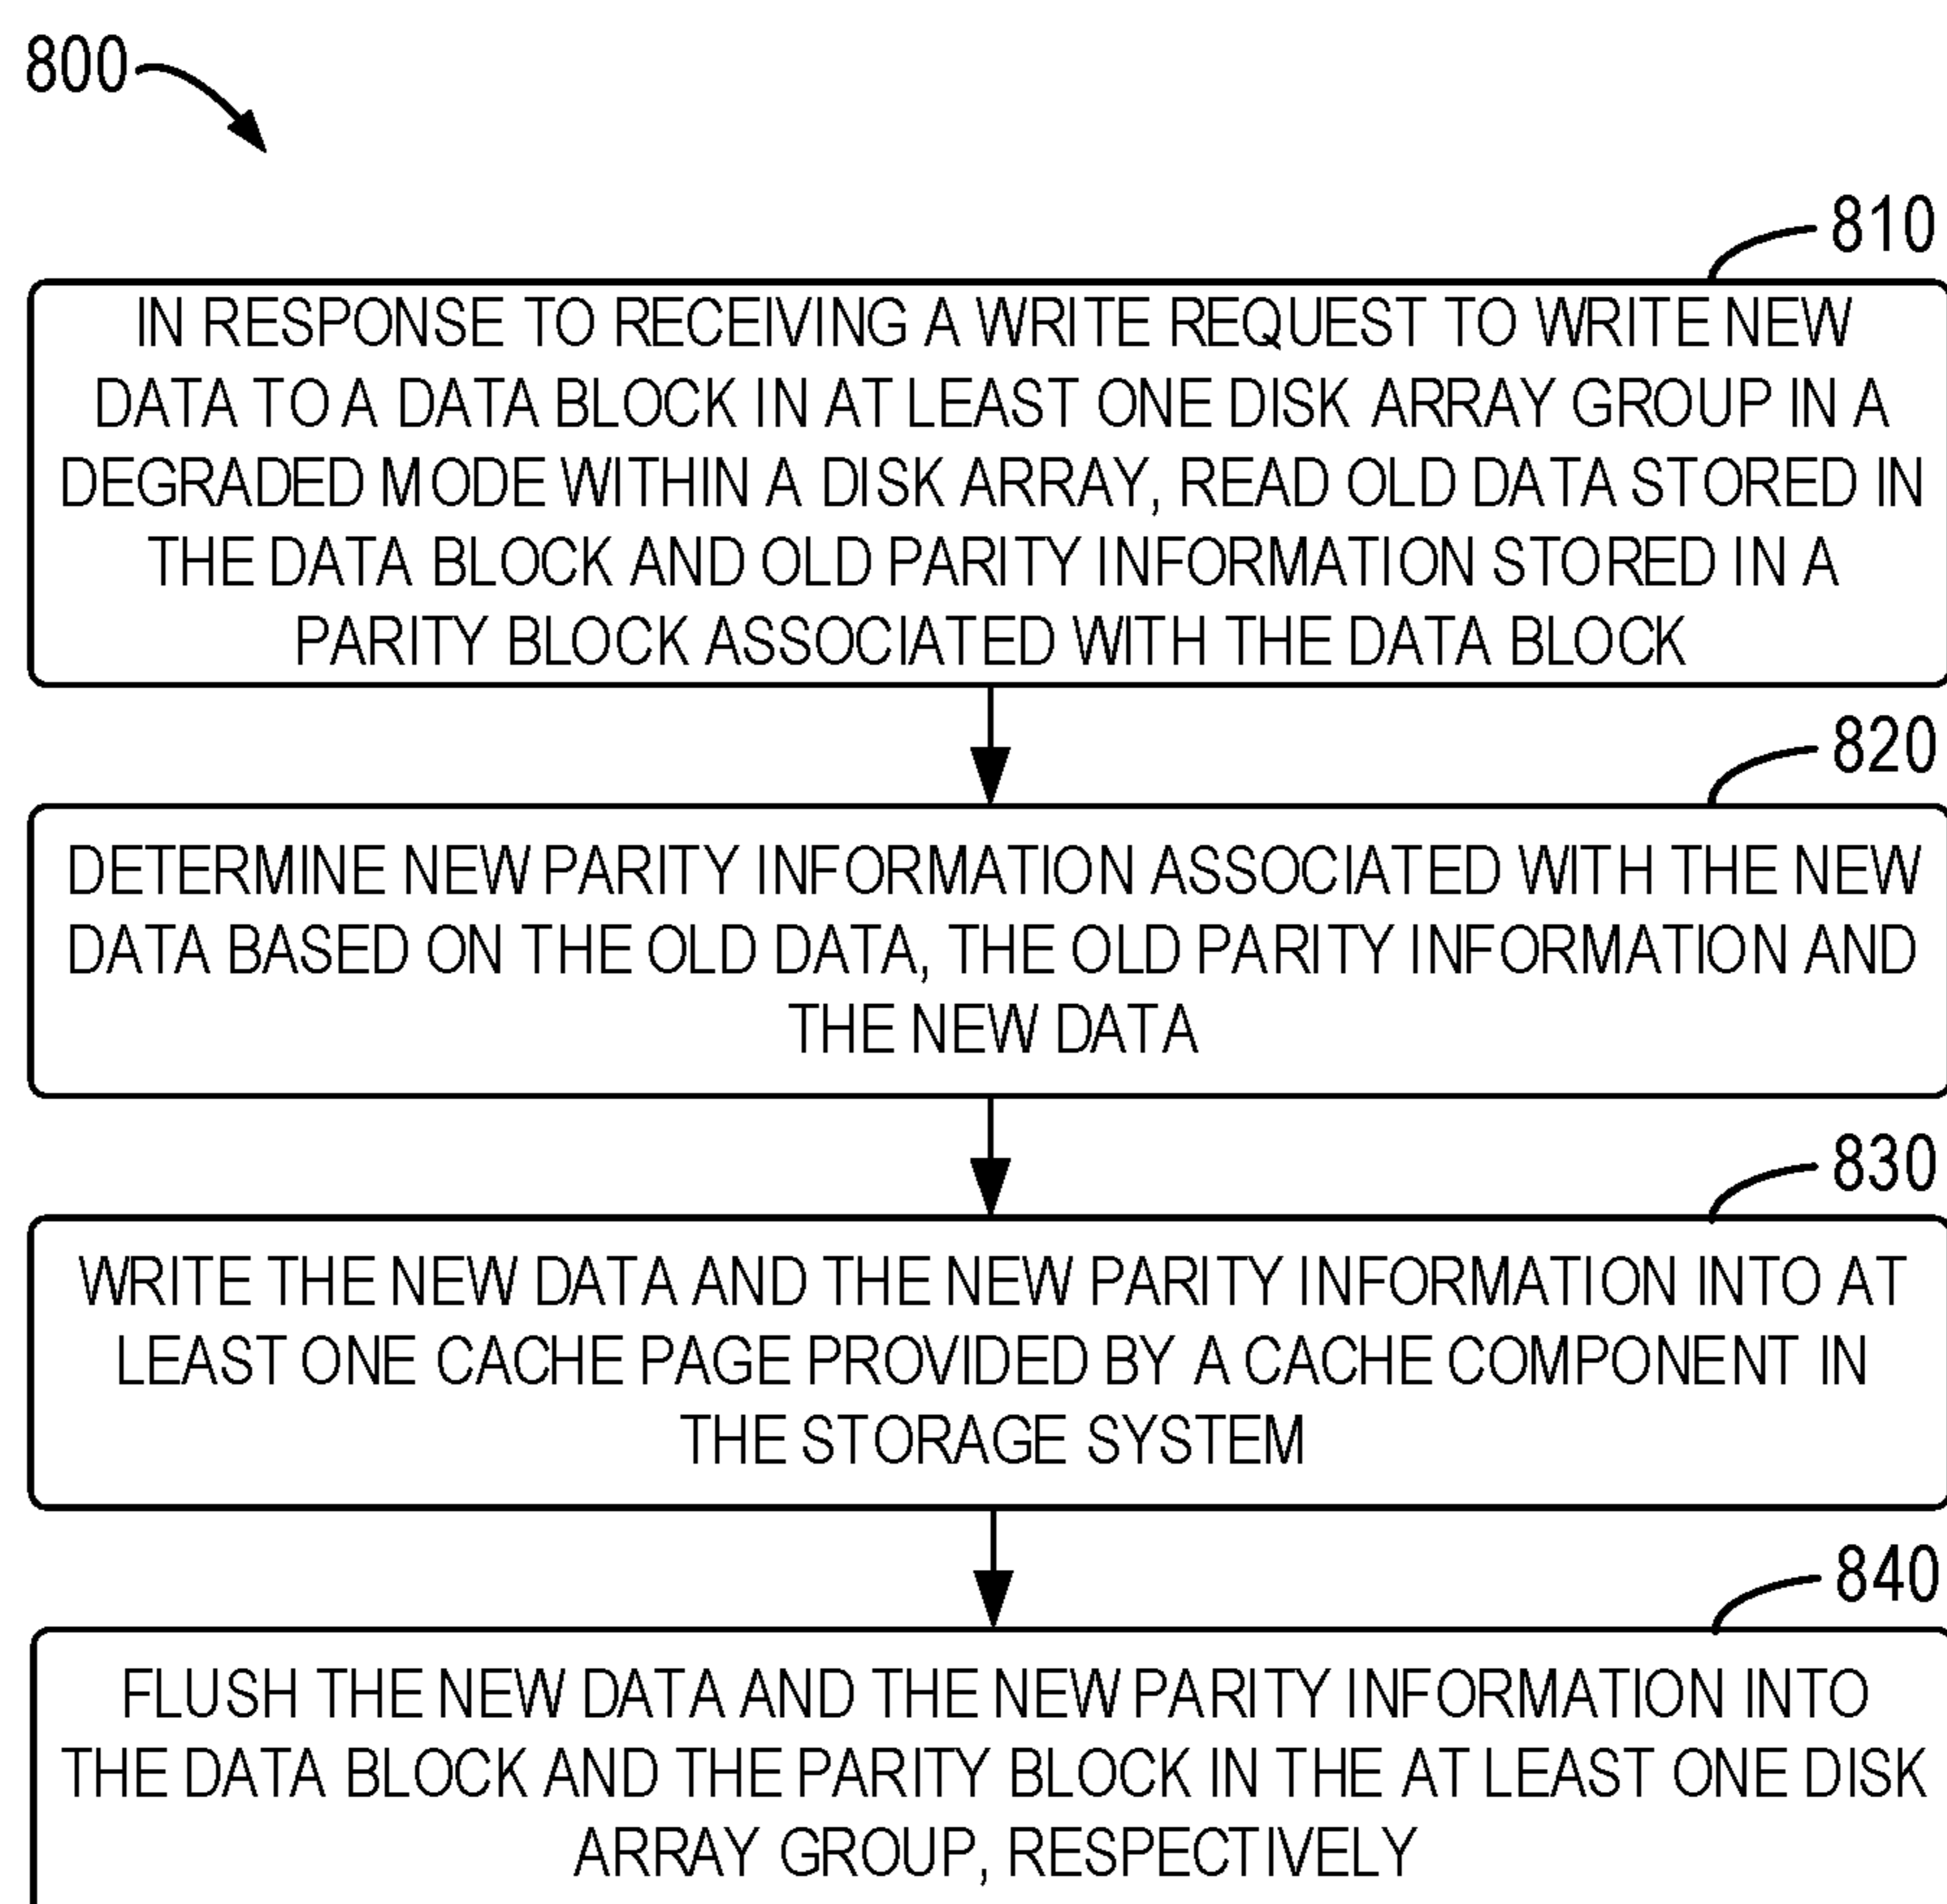 800
810
IN RESPONSE TO RECEIVING A WRITE REQUEST TO WRITE NEW
DATA TO A DATA BLOCK IN AT LEAST ONE DISK ARRAY GROUP IN A
DEGRADED MODE WITHIN A DISK ARRAY, READ OLD DATA STORED IN
THE DATA BLOCK AND OLD PARITY INFORMATION STORED IN A
PARITY BLOCK ASSOCIATED WITH THE DATA BLOCK
820
DETERMINE NEW PARITY INFORMATION ASSOCIATED WITH THE NEW
DATA BASED ON THE OLD DATA, THE OLD PARITY INFORMATION AND
THE NEW DATA
830
WRITE THE NEW DATA AND THE NEW PARITY INFORMATION INTO AT
LEAST ONE CACHE PAGE PROVIDED BY A CACHE COMPONENT IN
THE STORAGE SYSTEM
840
FLUSH THE NEW DATA AND THE NEW PARITY INFORMATION INTO
THE DATA BLOCK AND THE PARITY BLOCK IN THE AT LEAST ONE DISK
ARRAY GROUP, RESPECTIVELY